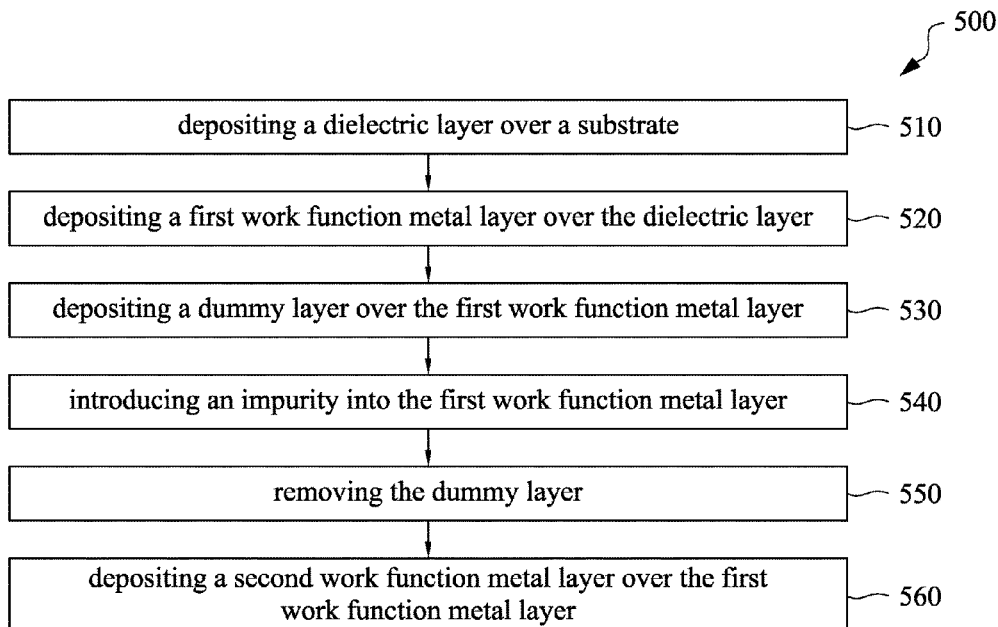 500
depositing a dielectric layer over a substrate
510
depositing a first work function metal layer over the dielectric layer
520
depositing a dummy layer over the first work function metal layer
530
introducing an impurity into the first work function metal layer
540
removing the dummy layer
550
depositing a second work function metal layer over the first
work function metal layer
560